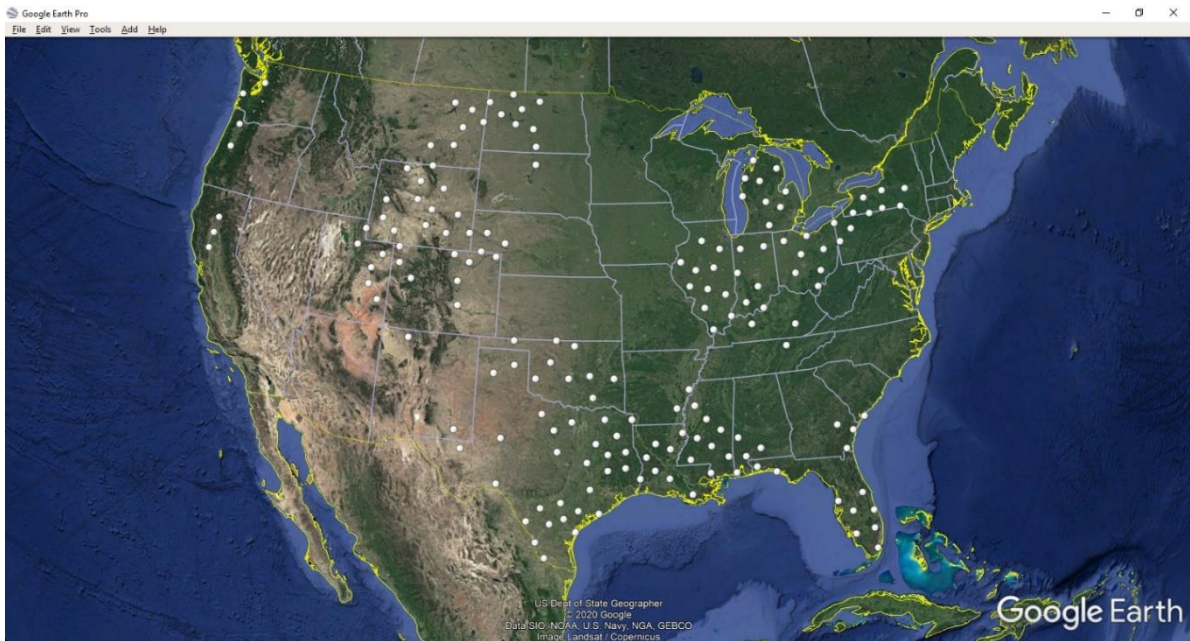 Google Earth Pro
File Edit View Tools Add Help
US Dept of State Geographer
© 2020 Google
Data SIO, NOAA, U.S. Navy, NGA, GEBCO
Image Landsat / Copernicus
Google Earth